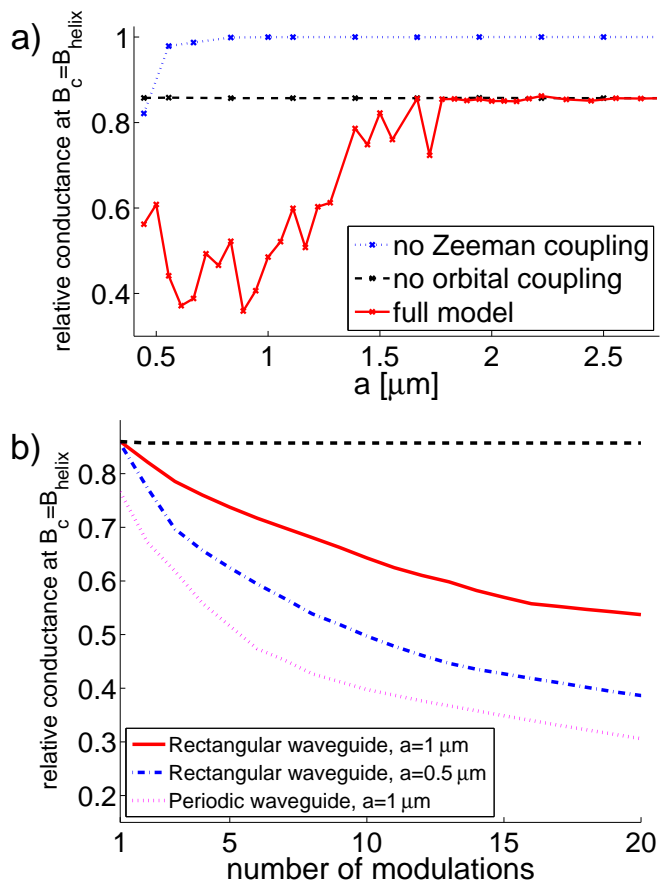 a)
relative conductance at B_c=B_helix
1
0.8
0.6
0.4
no Zeeman coupling
no orbital coupling
full model
0.5
1
1.5
2
2.5
a [μm]
b)
relative conductance at B_c=B_helix
0.8
0.7
0.6
0.5
0.4
0.3
0.2
Rectangular waveguide, a=1 μm
Rectangular waveguide, a=0.5 μm
Periodic waveguide, a=1 μm
1
5
10
15
20
number of modulations